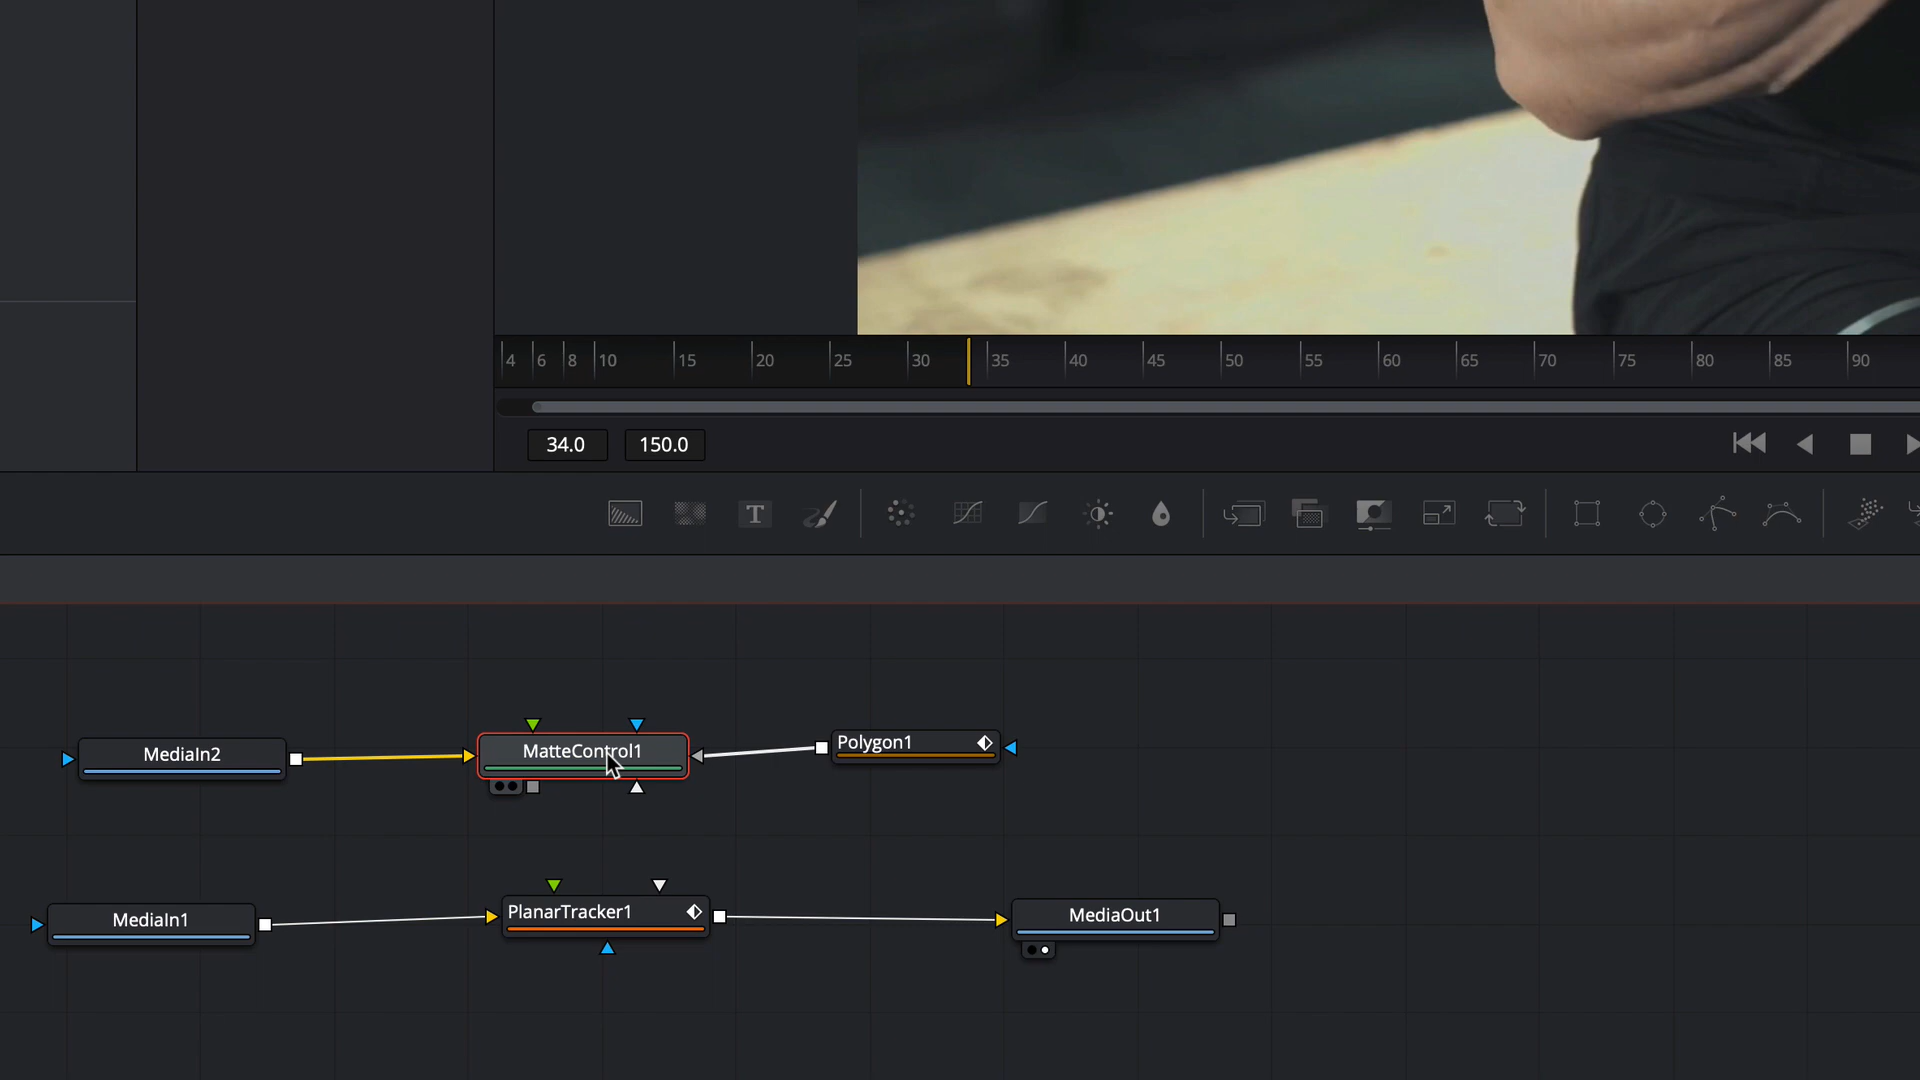 4 6 8 10 15 20 25 30 35 40 45 50 55 60 65 70 75 80 85 90
34.0 150.0
T
MediaIn2 MatteControl1 Polygon1
MediaIn1 PlanarTracker1 MediaOut1